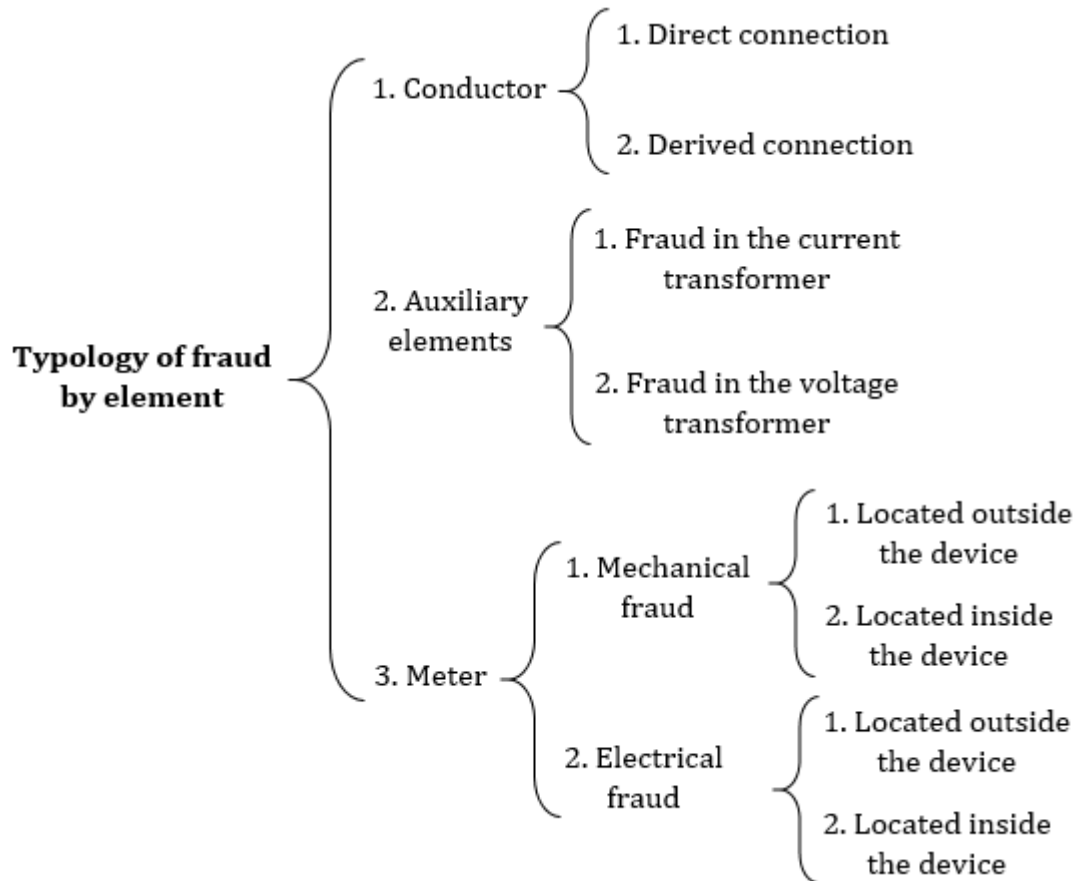 Typology of fraud
by element
1. Conductor
1. Direct connection
2. Derived connection
2. Auxiliary
elements
1. Fraud in the current
transformer
2. Fraud in the voltage
transformer
3. Meter
1. Mechanical
fraud
1. Located outside
the device
2. Located inside
the device
2. Electrical
fraud
1. Located outside
the device
2. Located inside
the device